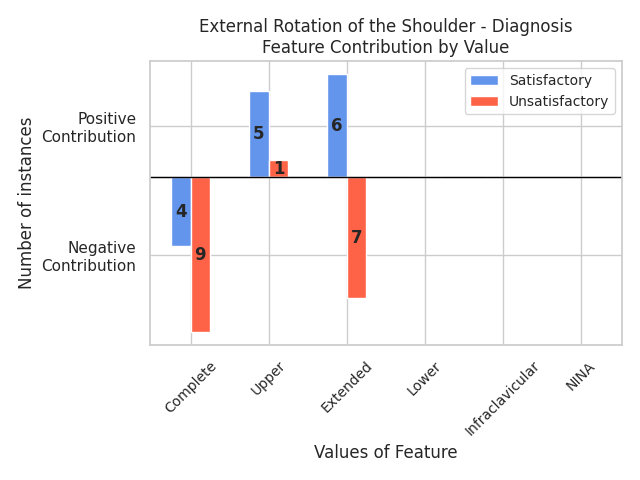 External Rotation of the Shoulder - Diagnosis
Feature Contribution by Value
Satisfactory
Unsatisfactory
Positive
Contribution
Negative
Contribution
Number of instances
4
9
5
1
6
7
Complete
Upper
Extended
Lower
Infraclavicular
NINA
Values of Feature